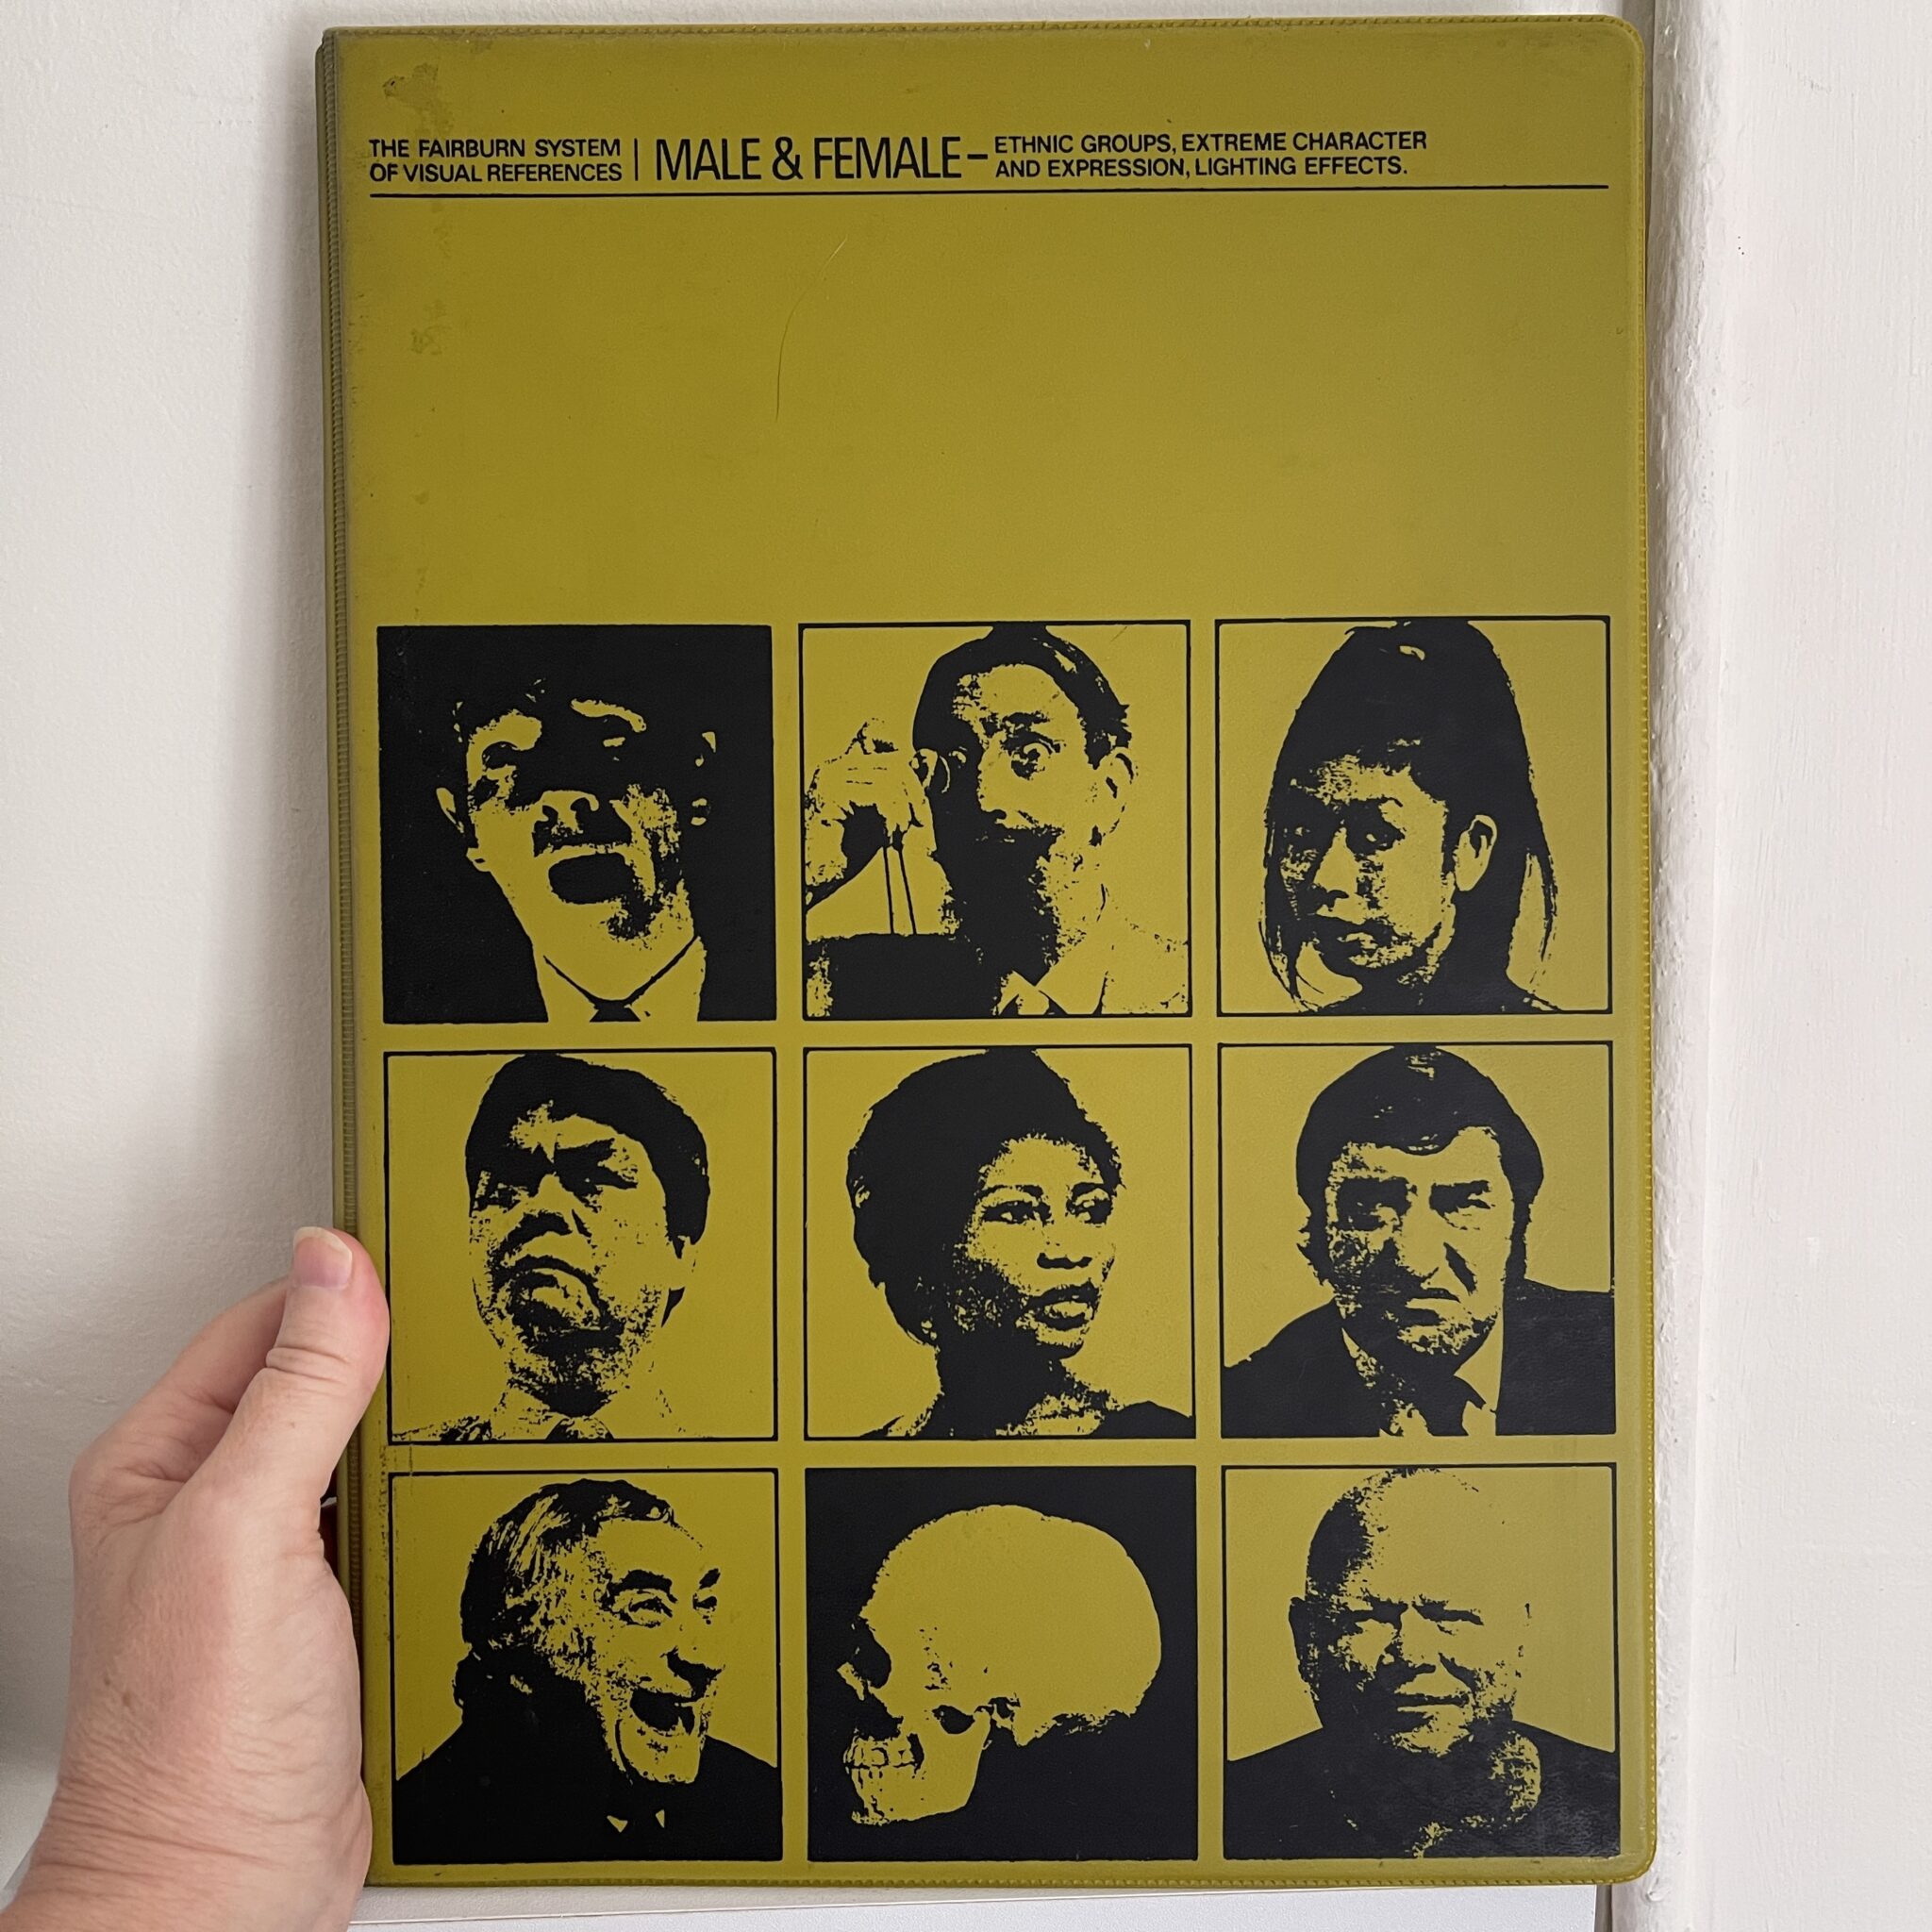 THE FAIRBURN SYSTEM
OF VISUAL REFERENCES
MALE & FEMALE –
ETHNIC GROUPS, EXTREME CHARACTER
AND EXPRESSION, LIGHTING EFFECTS.